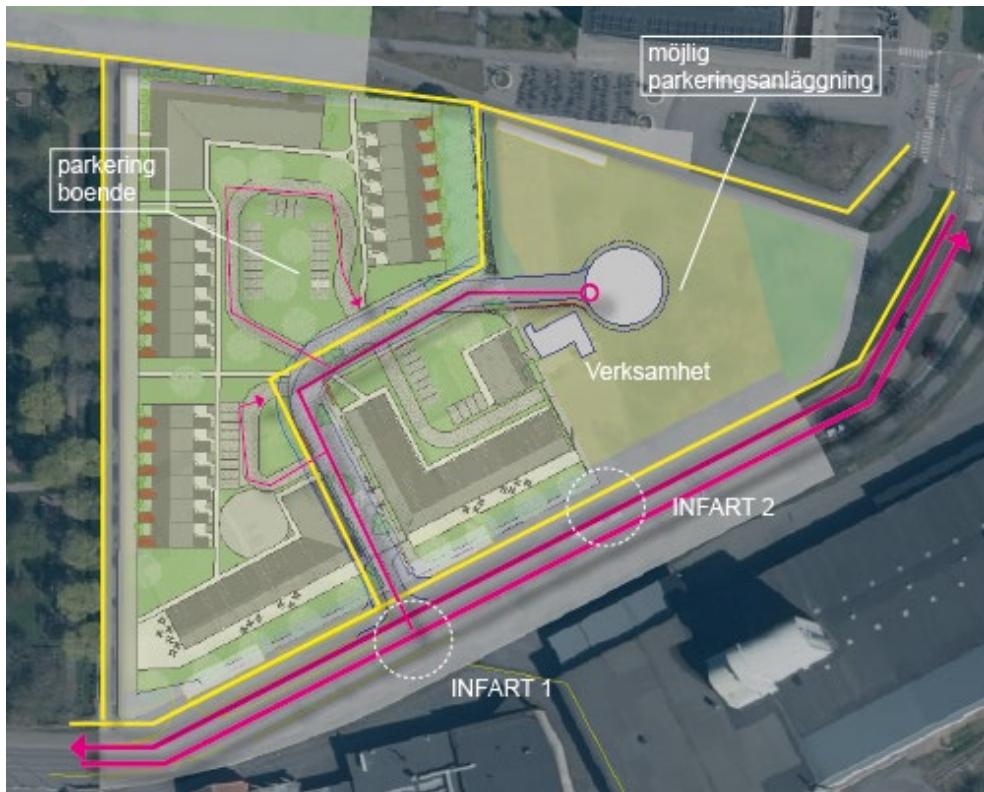 möjlig
parkeringsanläggning
parkering
boende
Verksamhet
INFART 2
INFART 1